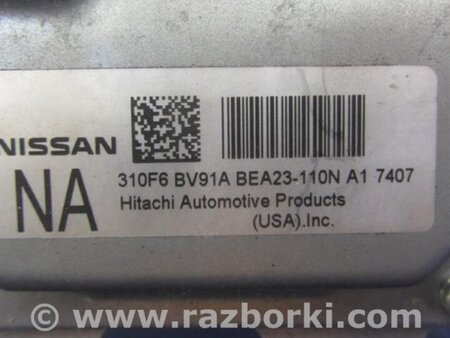 NISSAN
NA
310F6 BV91A BEA23-110N A1 7407
Hitachi Automotive Products
(USA).Inc.
© www.razborki.com